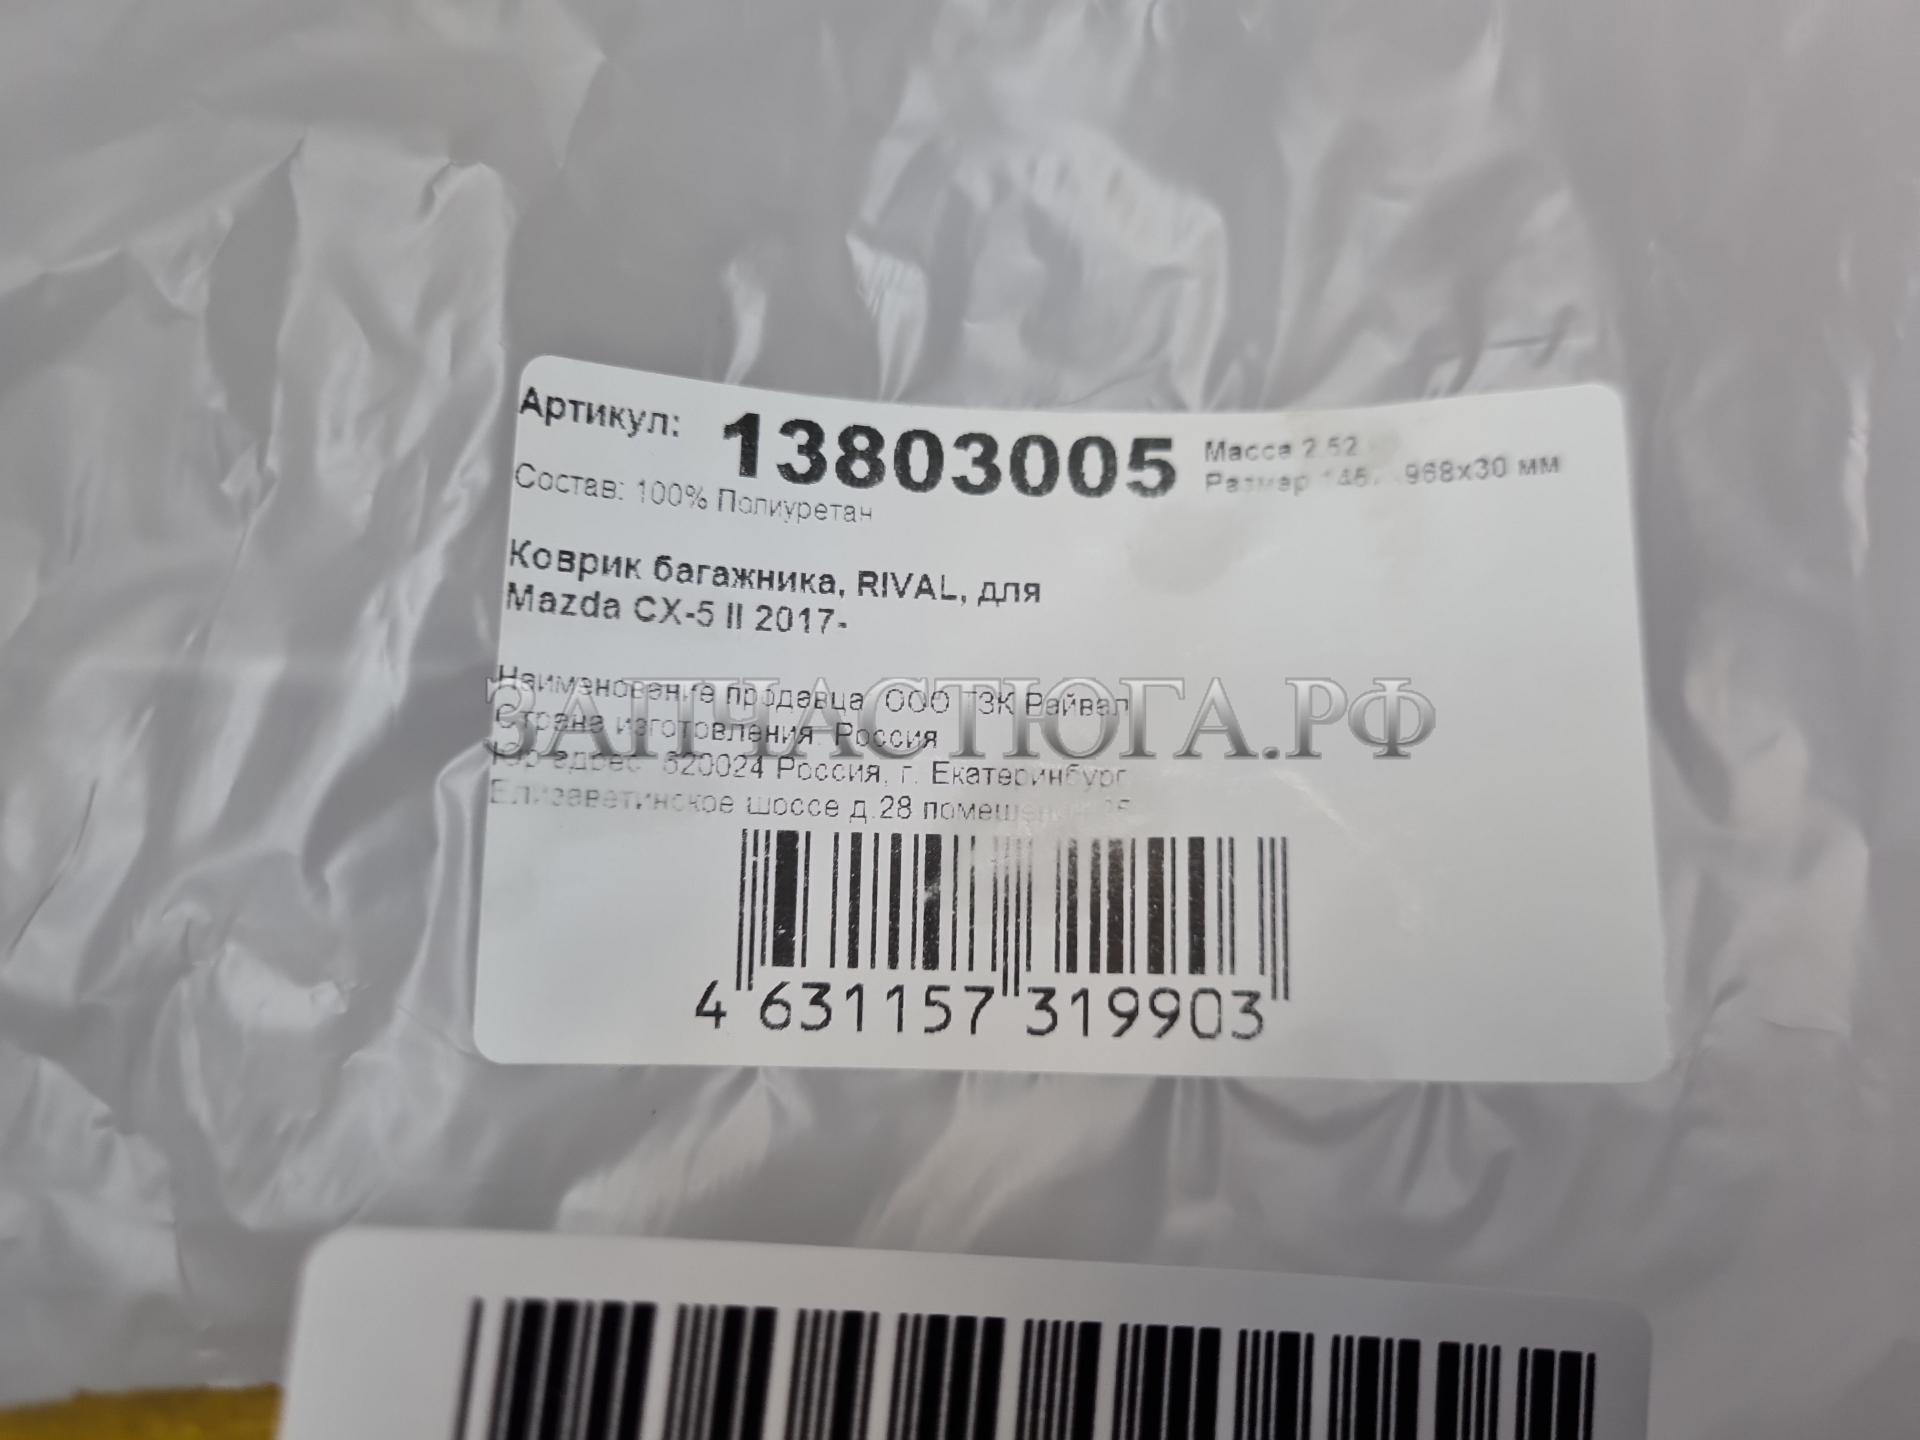 Артикул: 13803005
Масса 2.52
Размер 968х30 мм
Состав: 100% Полиуретан
Коврик багажника, RIVAL, для
Mazda CX-5 II 2017-
Наименование продавца ООО ТЗК Райвал
Страна изготовления Россия
Юр адрес 620024 Россия, г. Екатеринбург
Елизаветинское шоссе д.28
ЗАПЧАСТЮГА.РФ
4 631157 319903